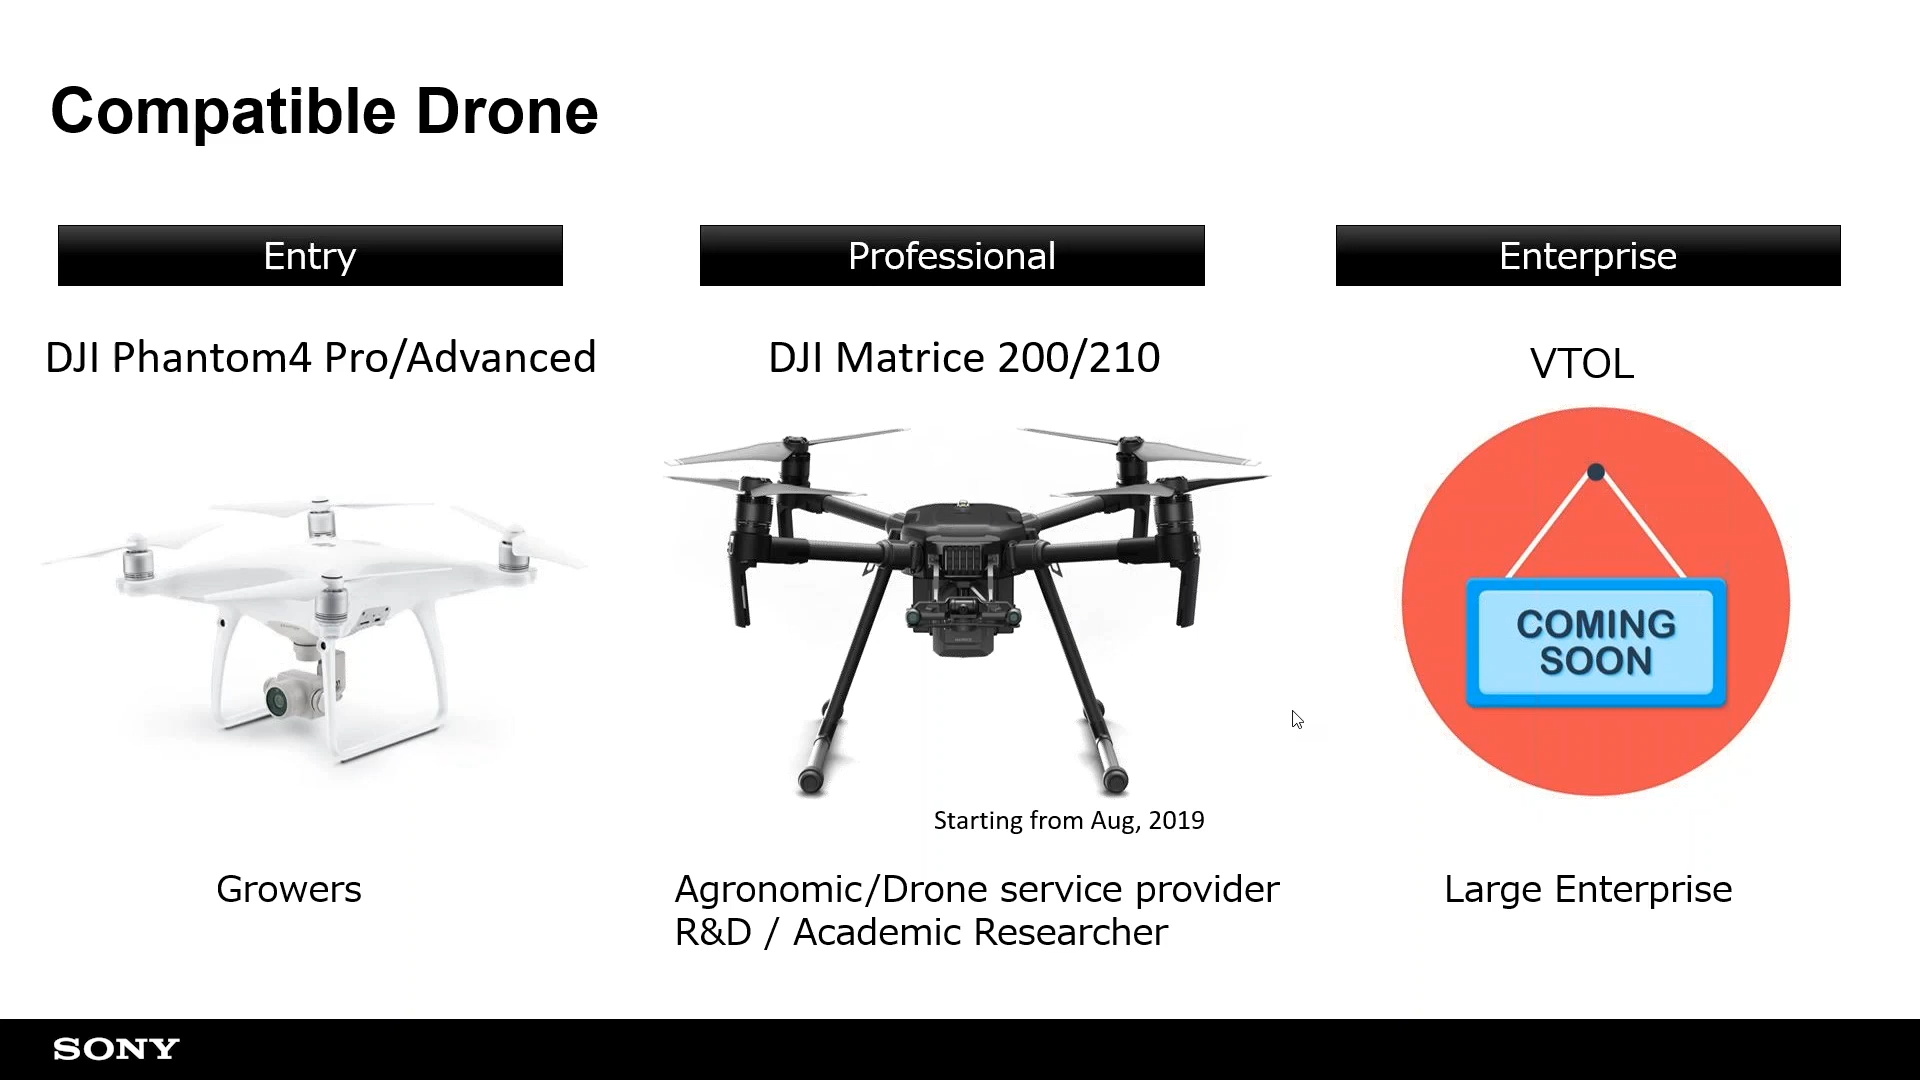 Compatible Drone
Entry
Professional
Enterprise
DJI Phantom4 Pro/Advanced
DJI Matrice 200/210
VTOL
COMING
SOON
Starting from Aug, 2019
Growers
Agronomic/Drone service provider
R&D / Academic Researcher
Large Enterprise
SONY